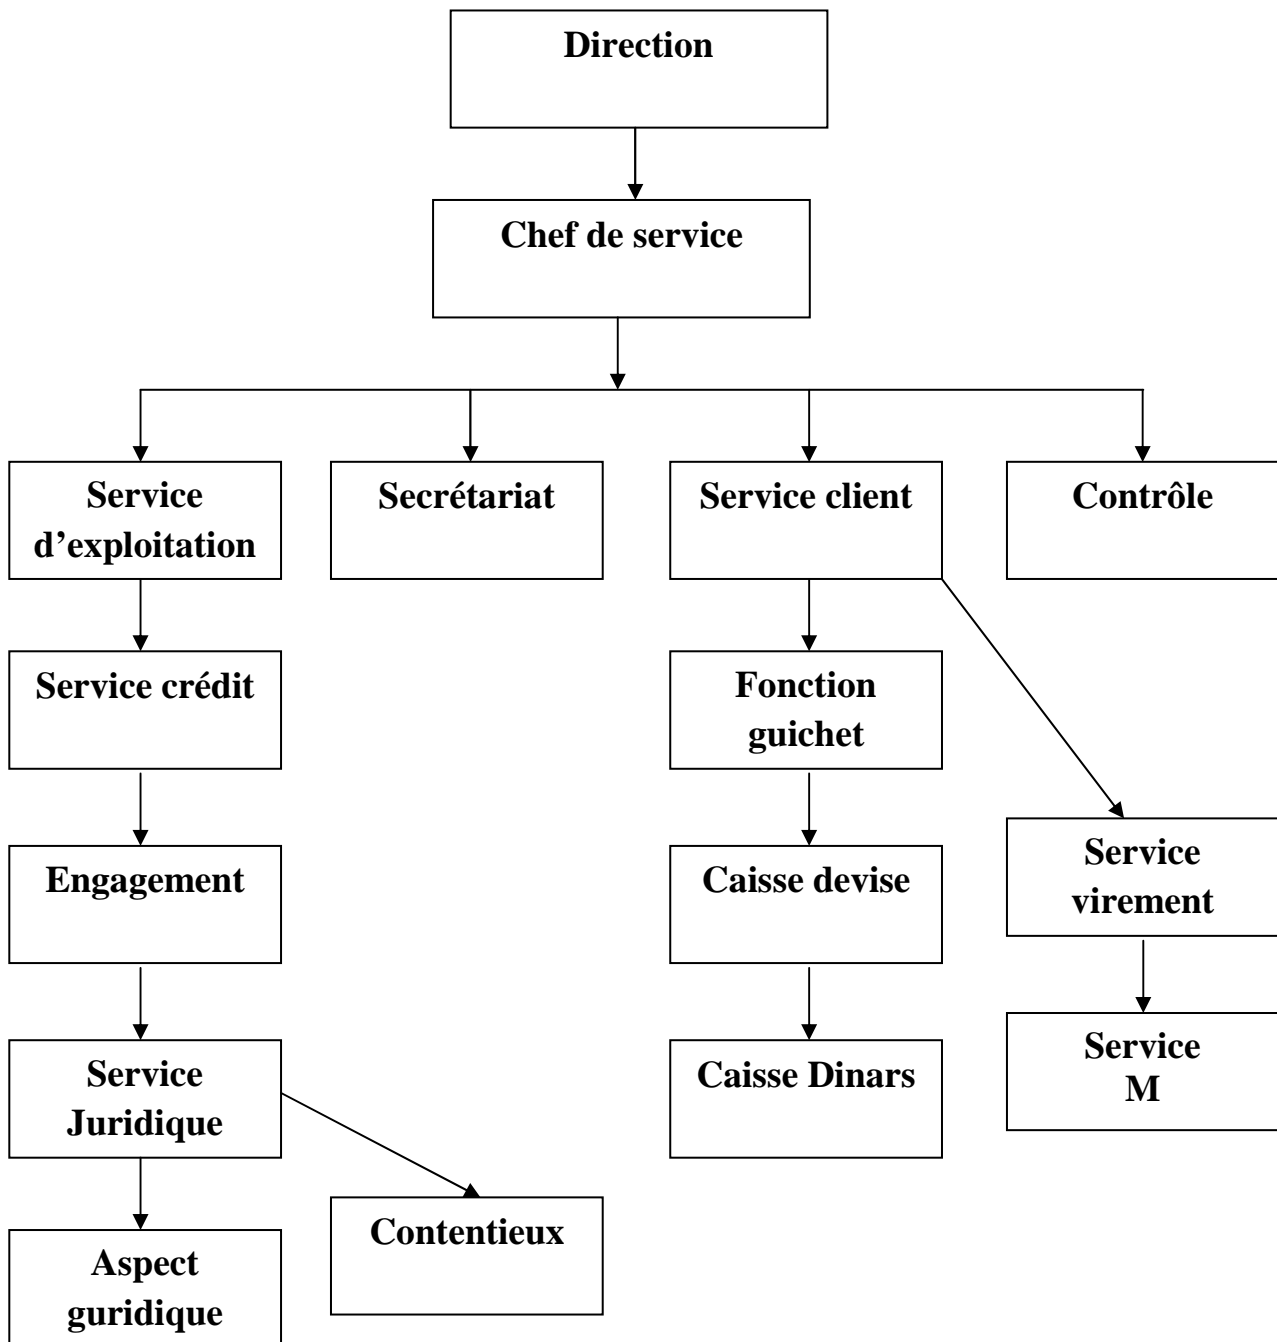 Direction
Chef de service
Service
d’exploitation
Secrétariat
Service client
Contrôle
Service crédit
Fonction
guichet
Engagement
Caisse devise
Service
virement
Service
Juridique
Caisse Dinars
Service
M
Contentieux
Aspect
guridique